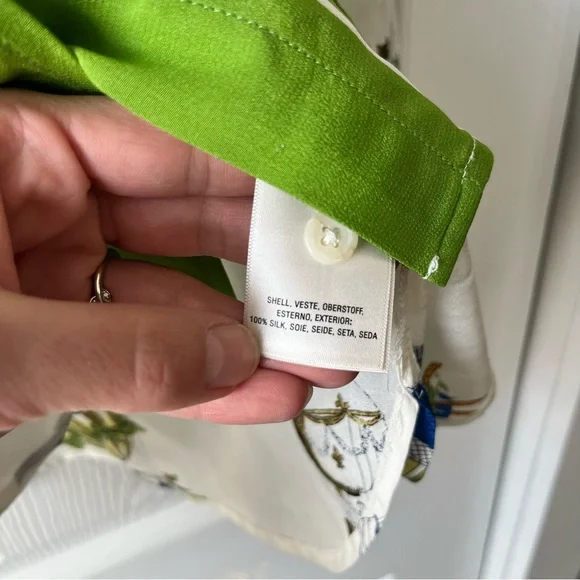 SHELL, VESTE, OBERSTOFF,
ESTERNO, EXTERIOR:
100% SILK, SOIE, SEIDE, SETA, SEDA